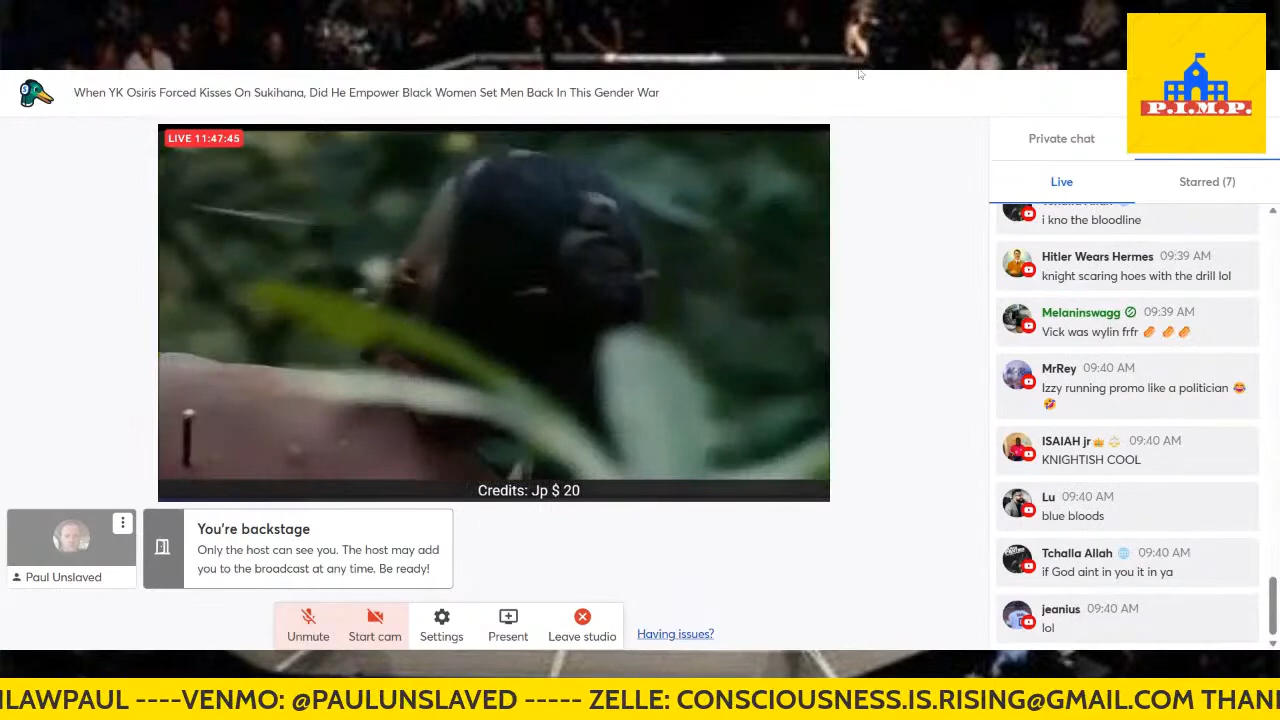 P.I.M.P.
When YK Osiris Forced Kisses On Sukihana, Did He Empower Black Women Set Men Back In This Gender War
LIVE 11:47:45
Credits: Jp $ 20
Paul Unslaved
You're backstage
Only the host can see you. The host may add
you to the broadcast at any time. Be ready!
Unmute
Start cam
Settings
Present
Leave studio
Having issues?
Private chat
Live
Starred (7)
i kno the bloodline
Hitler Wears Hermes 09:39 AM
knight scaring hoes with the drill lol
Melaninswagg 09:39 AM
Vick was wylin frfr
MrRey 09:40 AM
Izzy running promo like a politician
ISAIAH jr 09:40 AM
KNIGHTISH COOL
Lu 09:40 AM
blue bloods
Tchalla Allah 09:40 AM
if God aint in you it in ya
jeanius 09:40 AM
lol
ILAWPAUL ----VENMO: @PAULUNSLAVED ----- ZELLE: CONSCIOUSNESS.IS.RISING@GMAIL.COM THAN